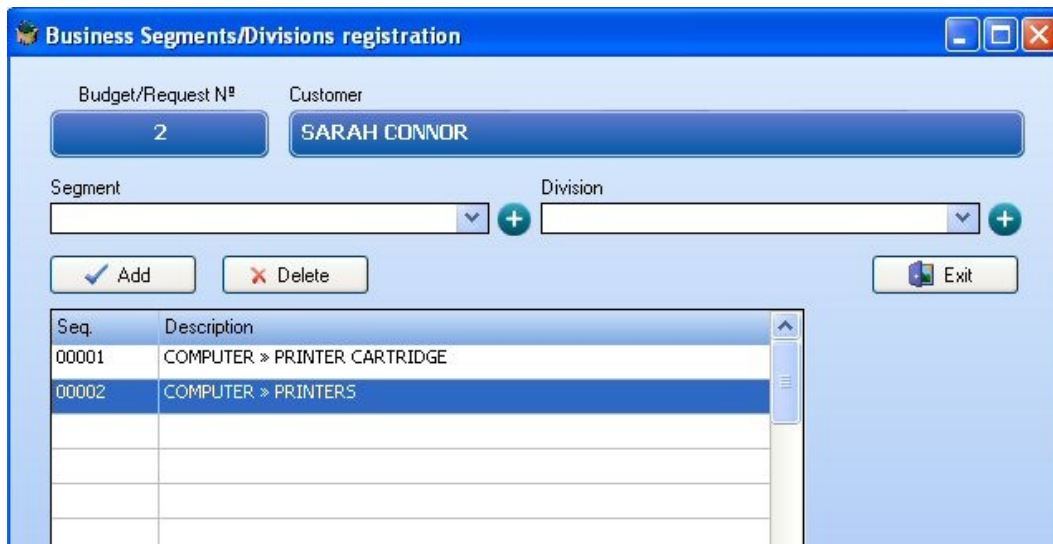 Business Segments/Divisions registration
Budget/Request Nº Customer
2 SARAH CONNOR
Segment Division
Add Delete Exit
Seq. Description
00001 COMPUTER » PRINTER CARTRIDGE
00002 COMPUTER » PRINTERS